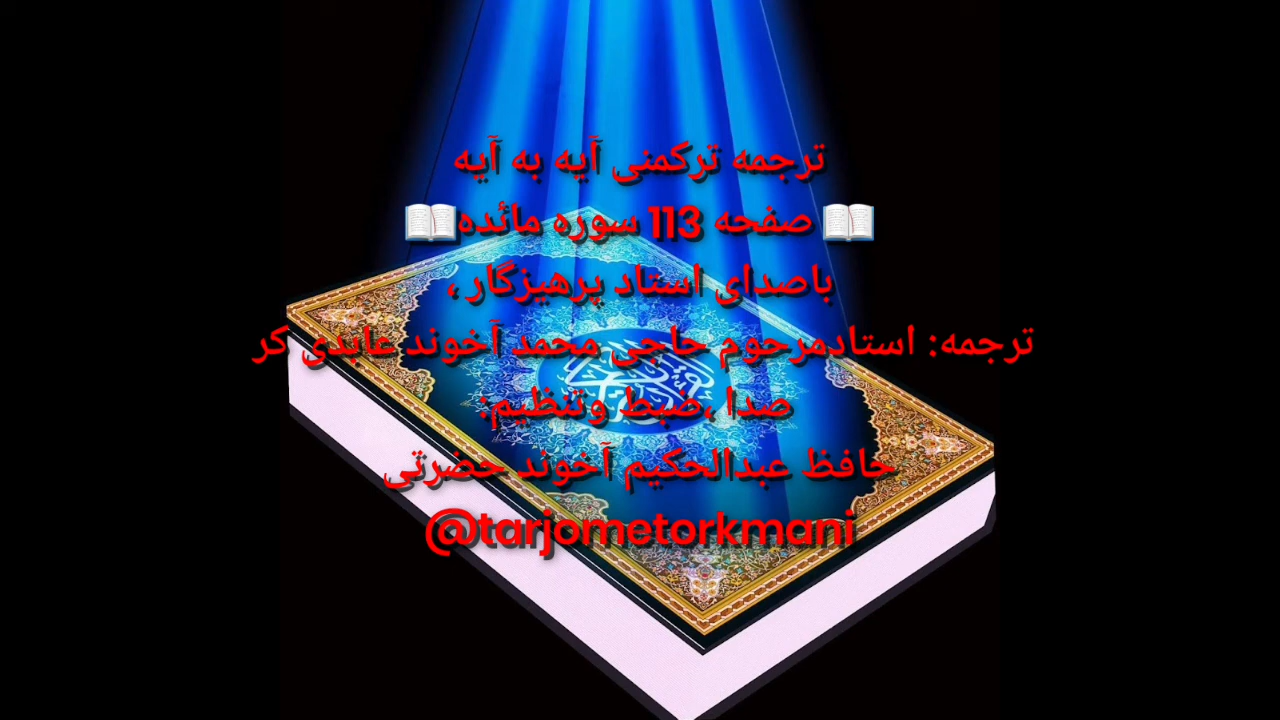 ترجمه ترکمنی آیه به آیه
📖 صفحه 113 سوره مائده📖
باصدای استاد پرهیزگار ،
ترجمه: استادمرحوم حاجی محمد آخوند عابدی کر
صدا ،ضبط وتنظیم:
حافظ عبدالحکیم آخوند حضرتی
@tarjometorkmani